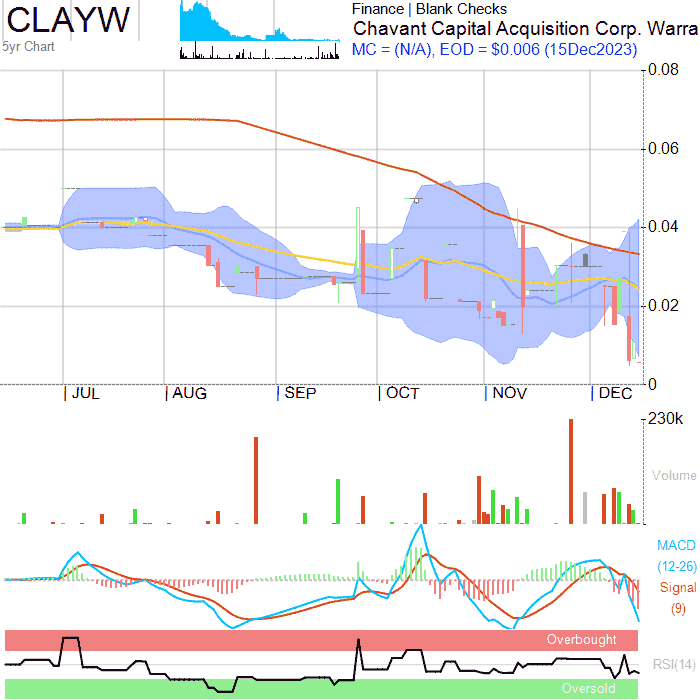 CLAYW
5yr Chart
Finance | Blank Checks
Chavant Capital Acquisition Corp. Warra
MC = (N/A), EOD = $0.006 (15Dec2023)
0.08
0.06
0.04
0.02
0
JUL AUG SEP OCT NOV DEC
230k
Volume
MACD
(12-26)
Signal
(9)
Overbought
RSI(14)
Oversold